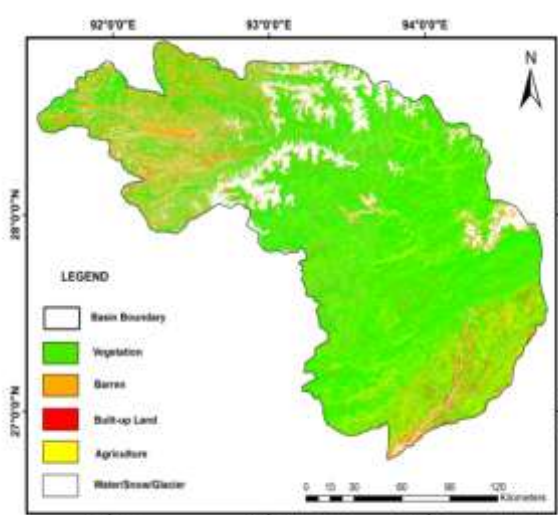 92°0'0"E 93°0'0"E 94°0'0"E
N
28°0'0"N
27°0'0"N
LEGEND
Basin Boundary
Vegetation
Barren
Built-up Land
Agriculture
Water/Snow/Glacier
0 15 30 60 90 120
Kilometers